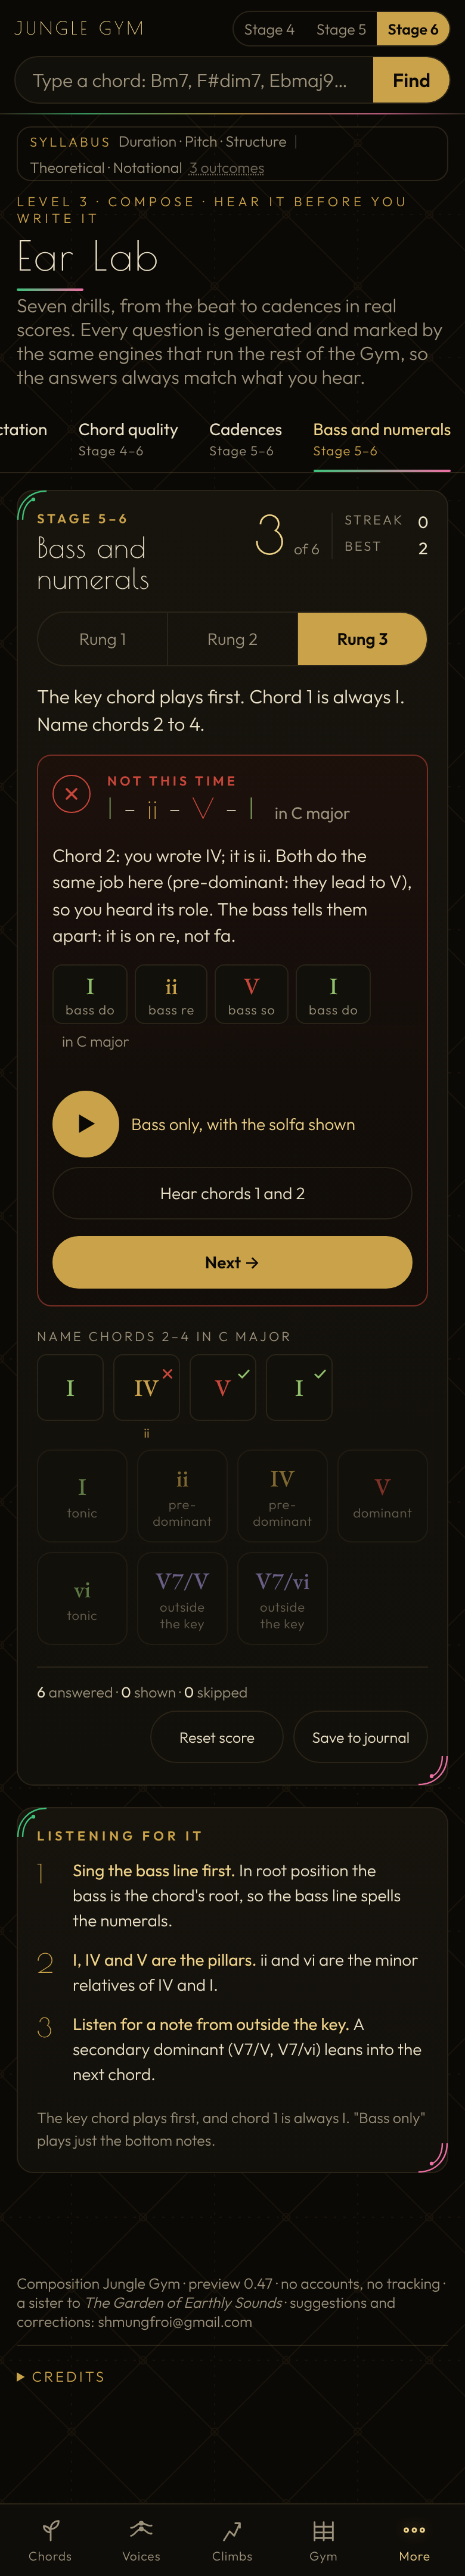 JUNGLE GYM
Stage 4 Stage 5 Stage 6
Type a chord: Bm7, F#dim7, Ebmaj9...
Find
SYLLABUS Duration · Pitch · Structure |
Theoretical · Notational 3 outcomes
LEVEL 3 · COMPOSE · HEAR IT BEFORE YOU
WRITE IT
Ear Lab
Seven drills, from the beat to cadences in real
scores. Every question is generated and marked by
the same engines that run the rest of the Gym, so
the answers always match what you hear.
ctation Chord quality Cadences Bass and numerals
Stage 4–6 Stage 5–6 Stage 5–6
STAGE 5–6
Bass and
numerals
3 of 6
STREAK 0
BEST 2
Rung 1 Rung 2 Rung 3
The key chord plays first. Chord 1 is always I.
Name chords 2 to 4.
NOT THIS TIME
I – ii – V – I in C major
Chord 2: you wrote IV; it is ii. Both do the
same job here (pre-dominant: they lead to V),
so you heard its role. The bass tells them
apart: it is on re, not fa.
I ii V I
bass do bass re bass so bass do
in C major
Bass only, with the solfa shown
Hear chords 1 and 2
Next →
NAME CHORDS 2–4 IN C MAJOR
I IV V I
ii
I ii IV V
tonic pre-dominant pre-dominant dominant
vi V7/V V7/vi
tonic outside the key outside the key
6 answered · 0 shown · 0 skipped
Reset score Save to journal
LISTENING FOR IT
1 Sing the bass line first. In root position the
bass is the chord's root, so the bass line spells
the numerals.
2 I, IV and V are the pillars. ii and vi are the minor
relatives of IV and I.
3 Listen for a note from outside the key. A
secondary dominant (V7/V, V7/vi) leans into the
next chord.
The key chord plays first, and chord 1 is always I. "Bass only"
plays just the bottom notes.
Composition Jungle Gym · preview 0.47 · no accounts, no tracking ·
a sister to The Garden of Earthly Sounds · suggestions and
corrections: shmungfroi@gmail.com
CREDITS
Chords Voices Climbs Gym More